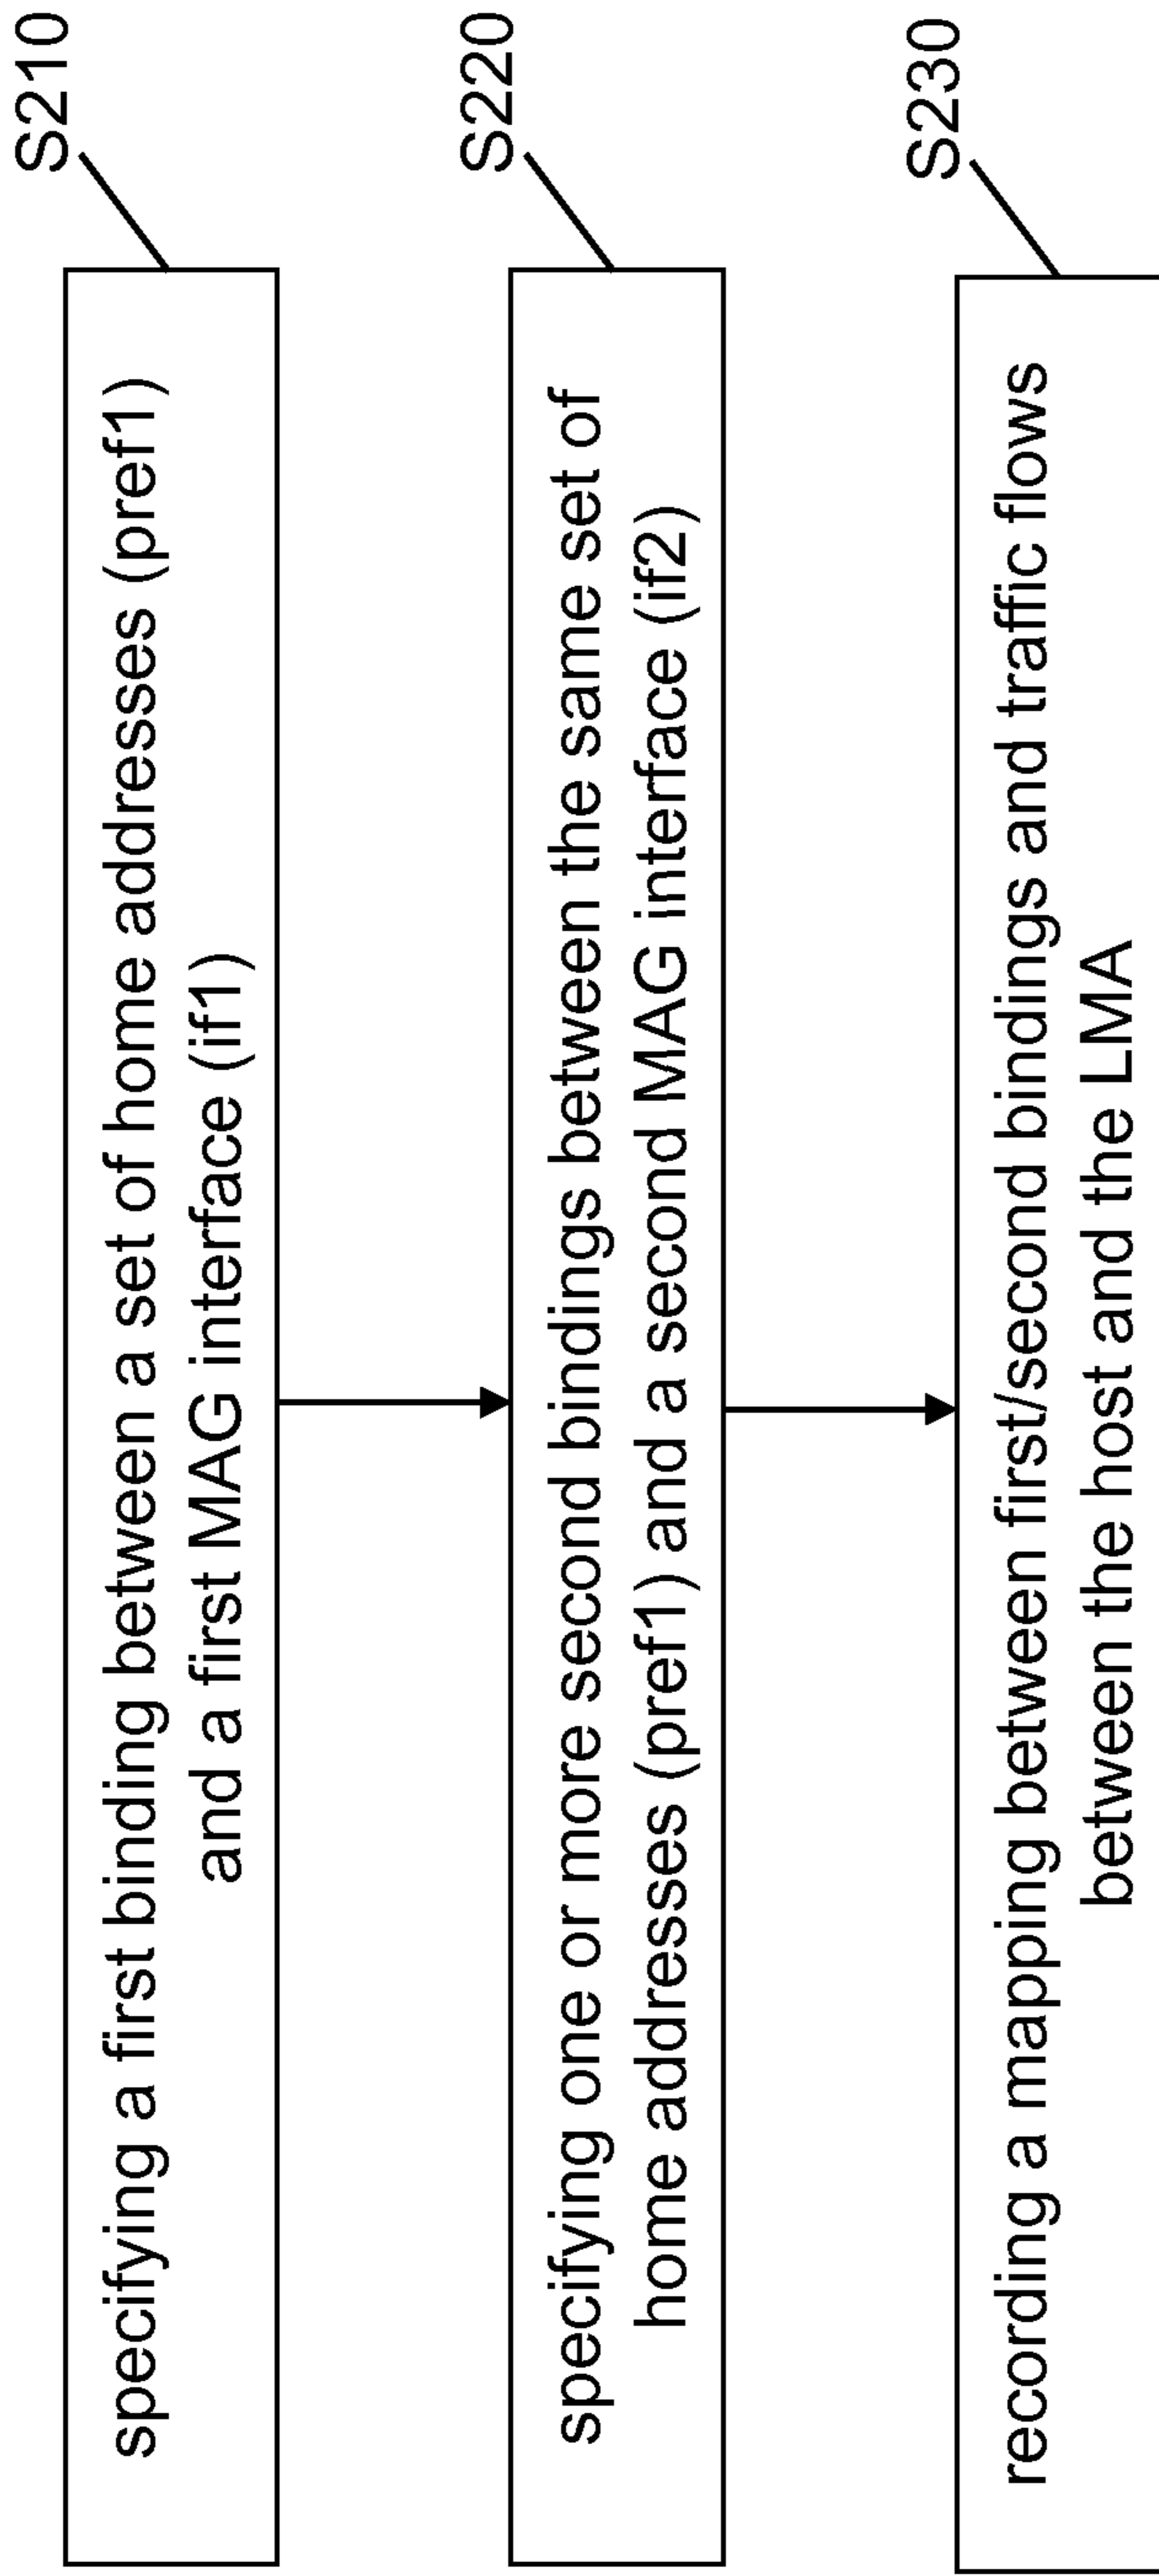 S210
specifying a first binding between a set of home addresses (pref1)
and a first MAG interface (if1)
S220
specifying one or more second bindings between the same set of
home addresses (pref1) and a second MAG interface (if2)
S230
recording a mapping between first/second bindings and traffic flows
between the host and the LMA